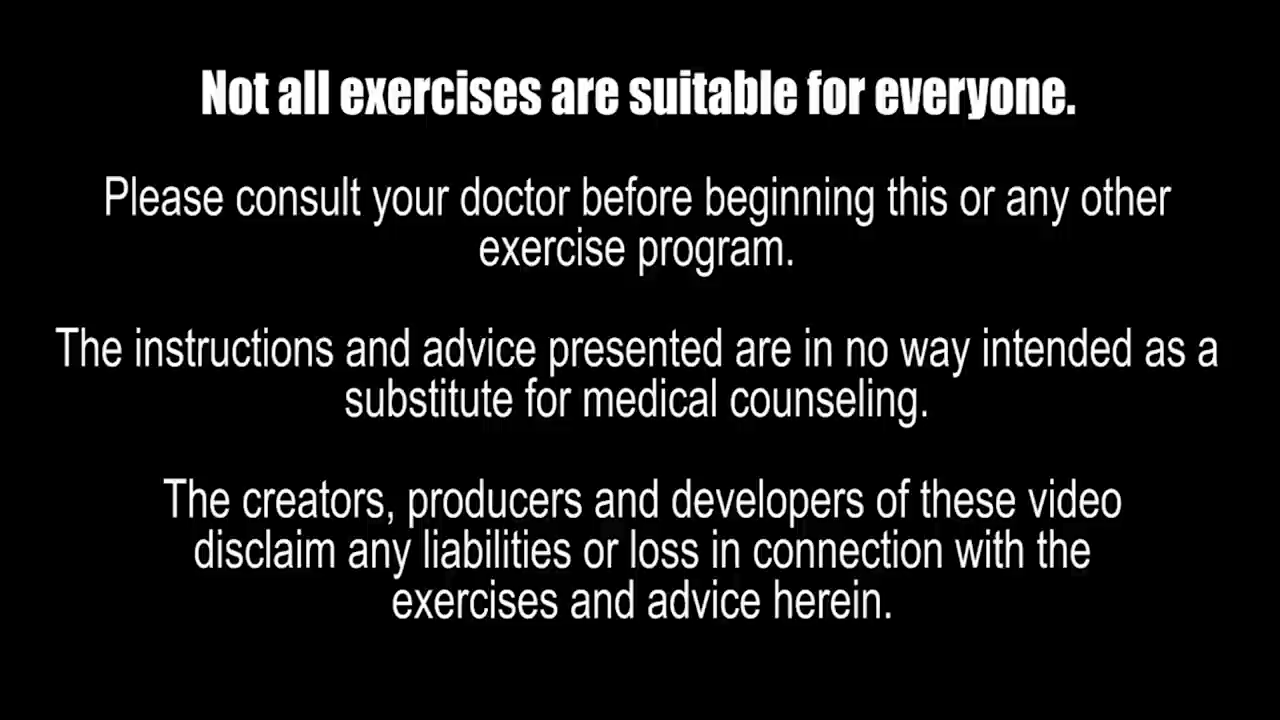 Not all exercises are suitable for everyone.
Please consult your doctor before beginning this or any other
exercise program.
The instructions and advice presented are in no way intended as a
substitute for medical counseling.
The creators, producers and developers of these video
disclaim any liabilities or loss in connection with the
exercises and advice herein.